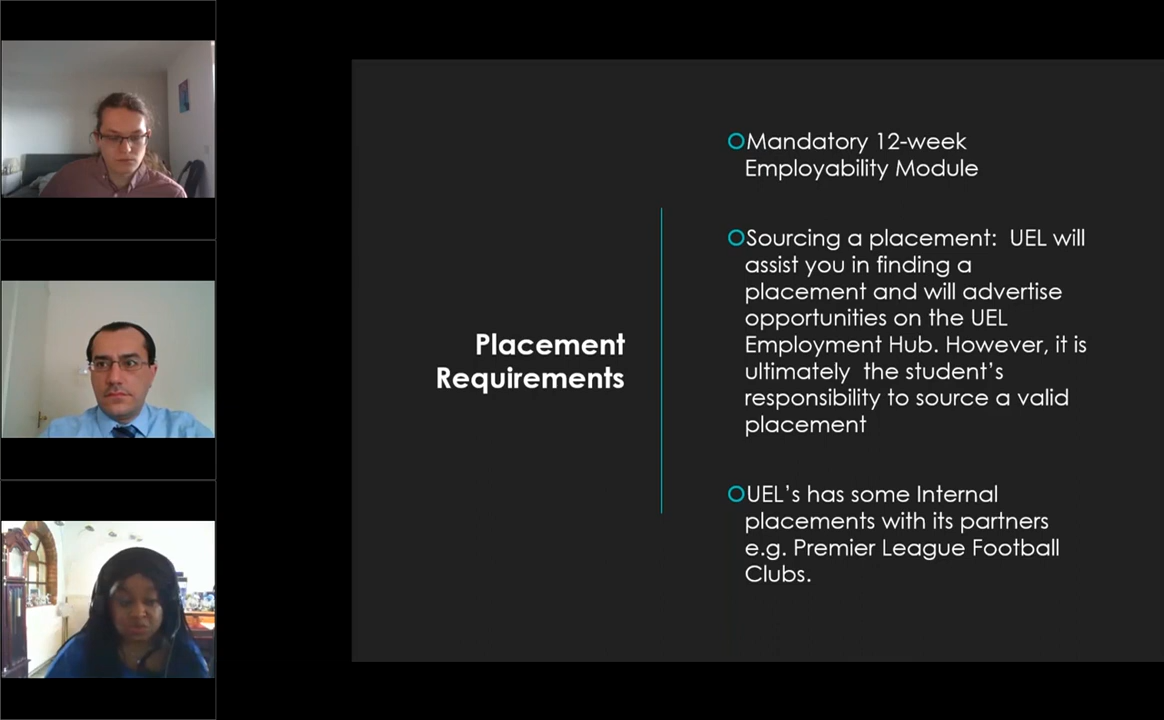 Placement
Requirements
Mandatory 12-week
Employability Module
Sourcing a placement:  UEL will
assist you in finding a
placement and will advertise
opportunities on the UEL
Employment Hub. However, it is
ultimately  the student's
responsibility to source a valid
placement
UEL's has some Internal
placements with its partners
e.g. Premier League Football
Clubs.